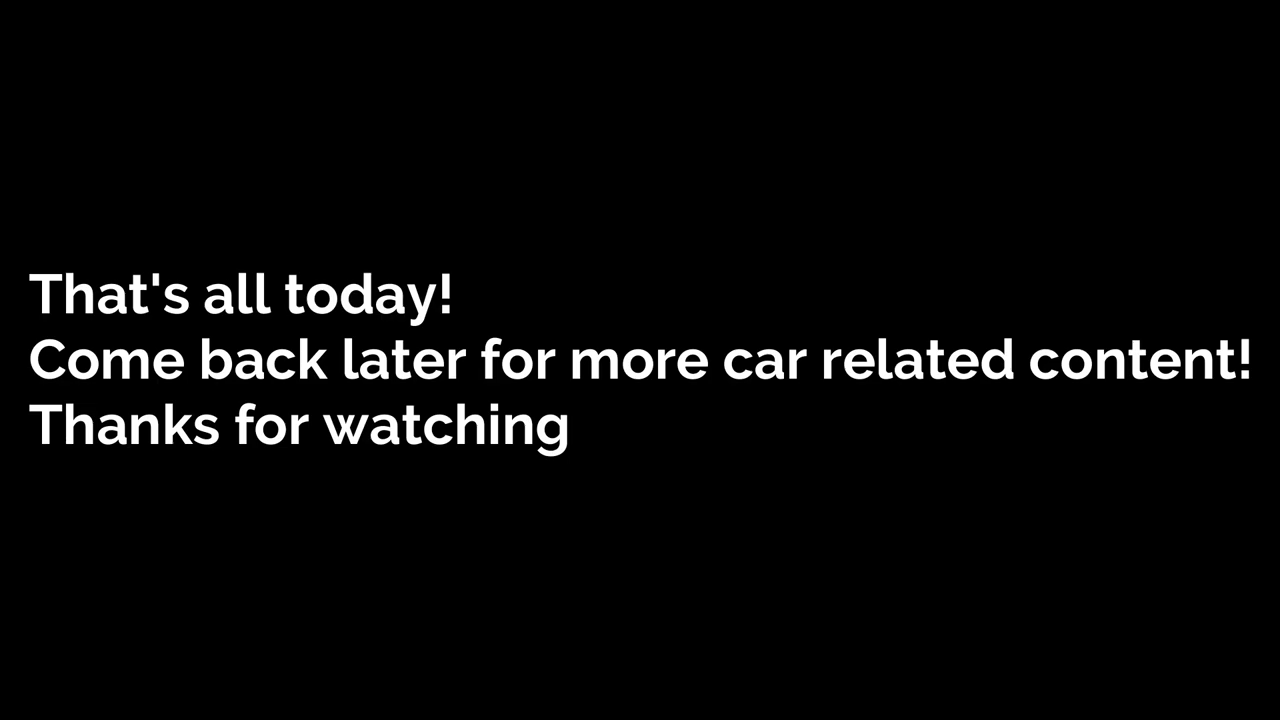 That's all today!
Come back later for more car related content!
Thanks for watching